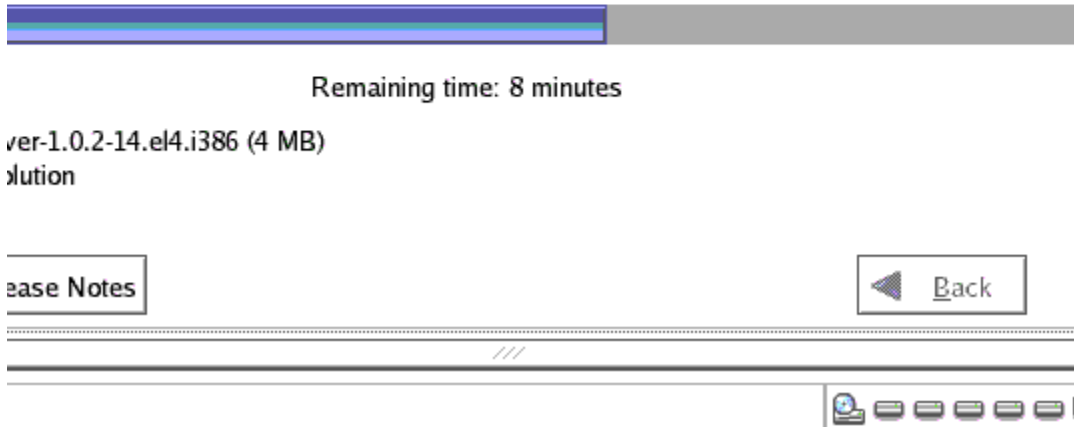 Remaining time: 8 minutes
ver-1.0.2-14.el4.i386 (4 MB)
olution
ease Notes
Back